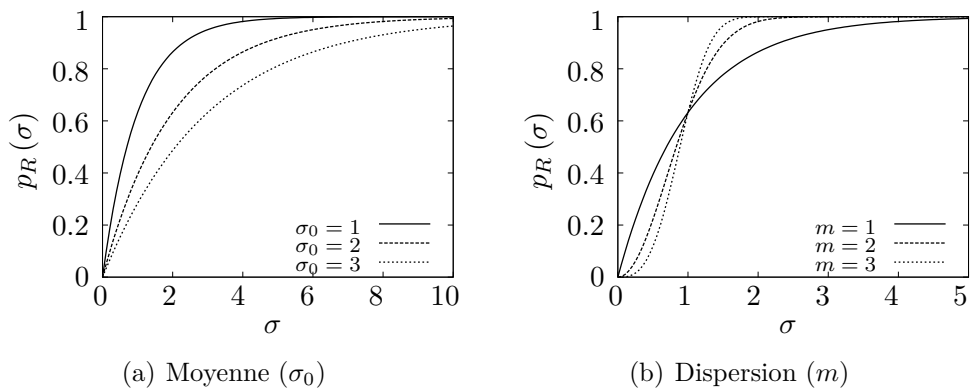 1
0.8
0.6
0.4
0.2
0
p_R (σ)
σ₀ = 1
σ₀ = 2
σ₀ = 3
0 2 4 6 8 10
σ
(a) Moyenne (σ₀)
1
0.8
0.6
0.4
0.2
0
p_R (σ)
m = 1
m = 2
m = 3
0 1 2 3 4 5
σ
(b) Dispersion (m)